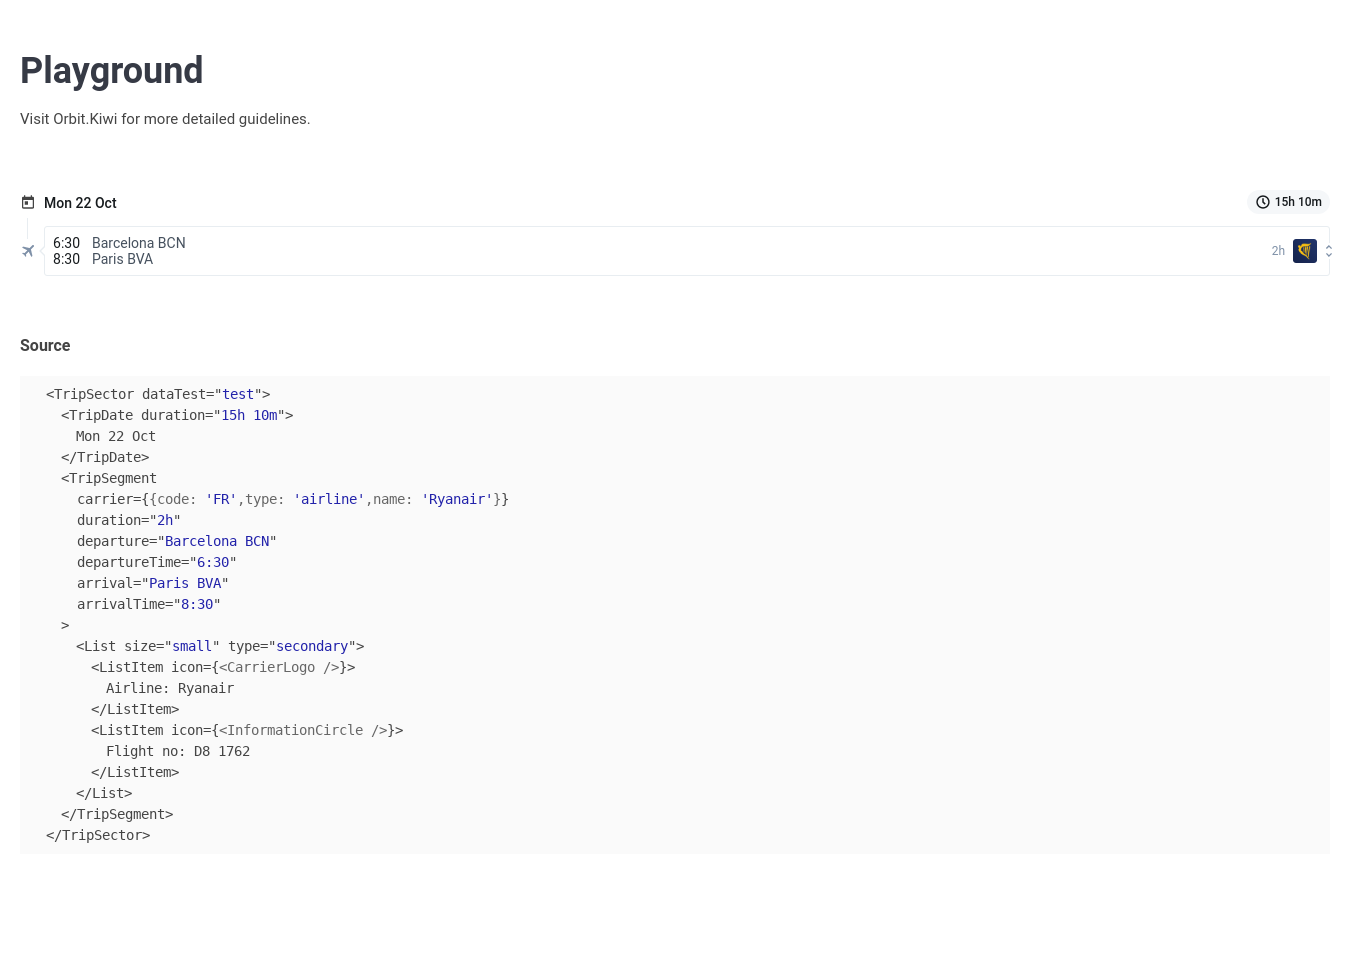 Playground
Visit Orbit.Kiwi for more detailed guidelines.
Mon 22 Oct
15h 10m
6:30 Barcelona BCN
8:30 Paris BVA
2h
Source
<TripSector dataTest="test">
  <TripDate duration="15h 10m">
    Mon 22 Oct
  </TripDate>
  <TripSegment
    carrier={{code: 'FR',type: 'airline',name: 'Ryanair'}}
    duration="2h"
    departure="Barcelona BCN"
    departureTime="6:30"
    arrival="Paris BVA"
    arrivalTime="8:30"
  >
    <List size="small" type="secondary">
      <ListItem icon={<CarrierLogo />}>
        Airline: Ryanair
      </ListItem>
      <ListItem icon={<InformationCircle />}>
        Flight no: D8 1762
      </ListItem>
    </List>
  </TripSegment>
</TripSector>